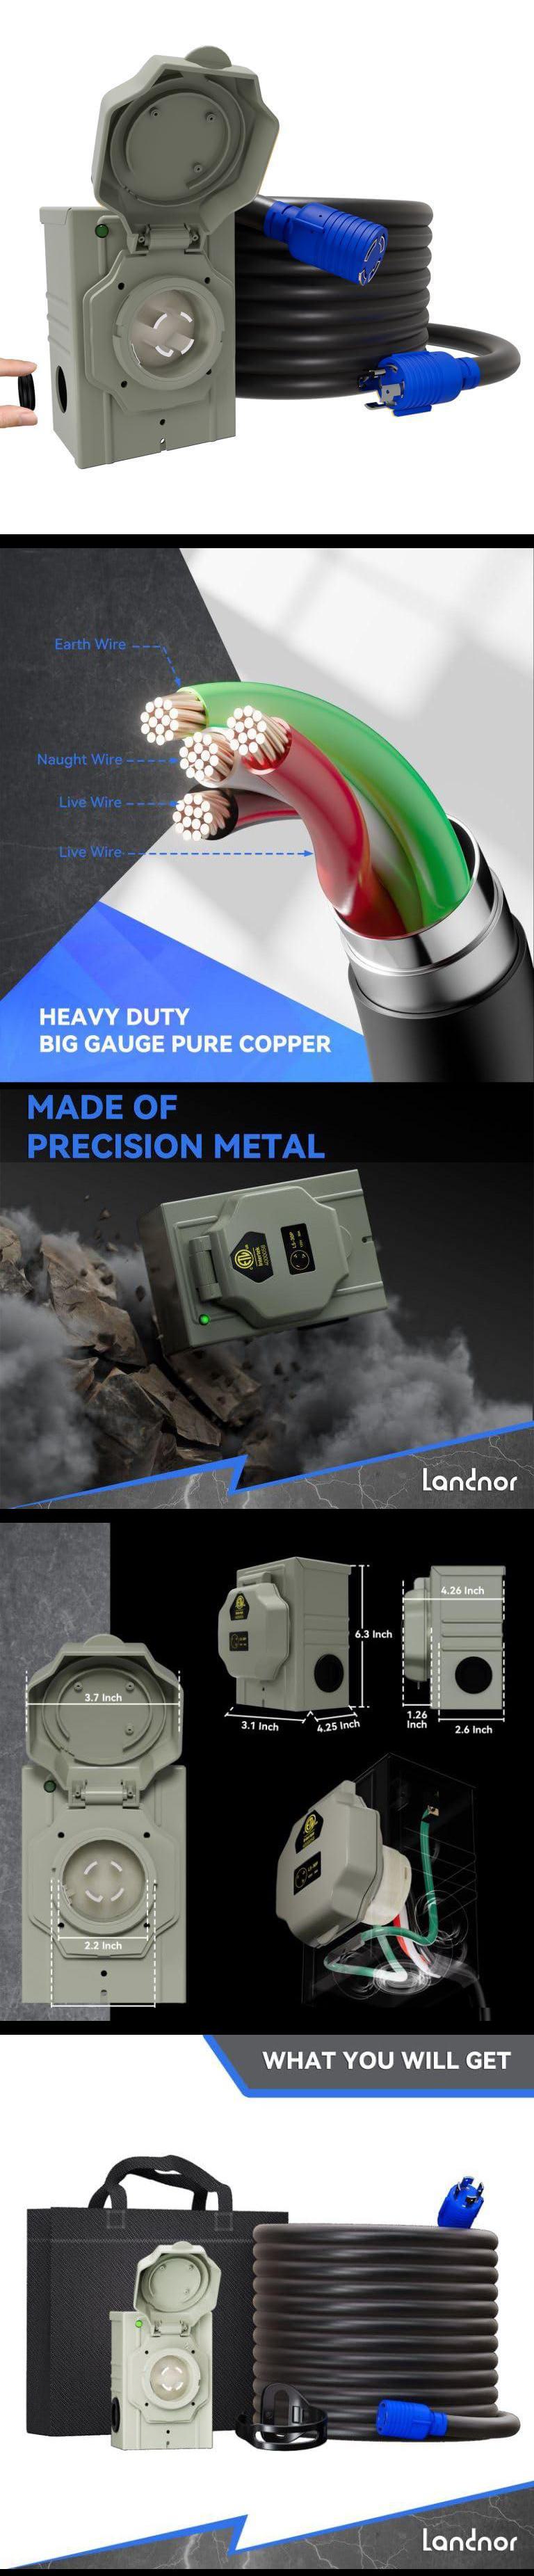 Earth Wire
Naught Wire
Live Wire
Live Wire
HEAVY DUTY
BIG GAUGE PURE COPPER
MADE OF
PRECISION METAL
ETL
Intertek
Landnor
3.7 Inch
2.2 Inch
6.3 Inch
3.1 Inch
4.25 Inch
4.26 Inch
1.26
Inch
2.6 Inch
WHAT YOU WILL GET
Landnor